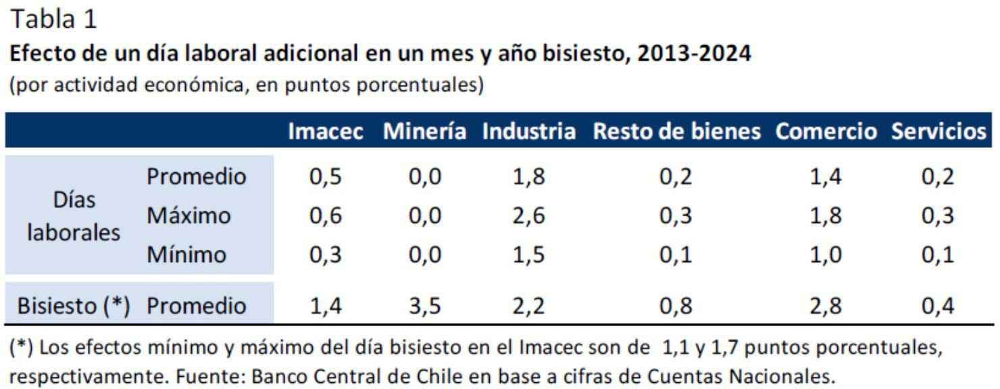 Tabla 1
Efecto de un día laboral adicional en un mes y año bisiesto, 2013-2024
(por actividad económica, en puntos porcentuales)
Imacec Minería Industria Resto de bienes Comercio Servicios
Días laborales
Promedio 0,5 0,0 1,8 0,2 1,4 0,2
Máximo 0,6 0,0 2,6 0,3 1,8 0,3
Mínimo 0,3 0,0 1,5 0,1 1,0 0,1
Bisiesto (*) Promedio 1,4 3,5 2,2 0,8 2,8 0,4
(*) Los efectos mínimo y máximo del día bisiesto en el Imacec son de 1,1 y 1,7 puntos porcentuales,
respectivamente. Fuente: Banco Central de Chile en base a cifras de Cuentas Nacionales.